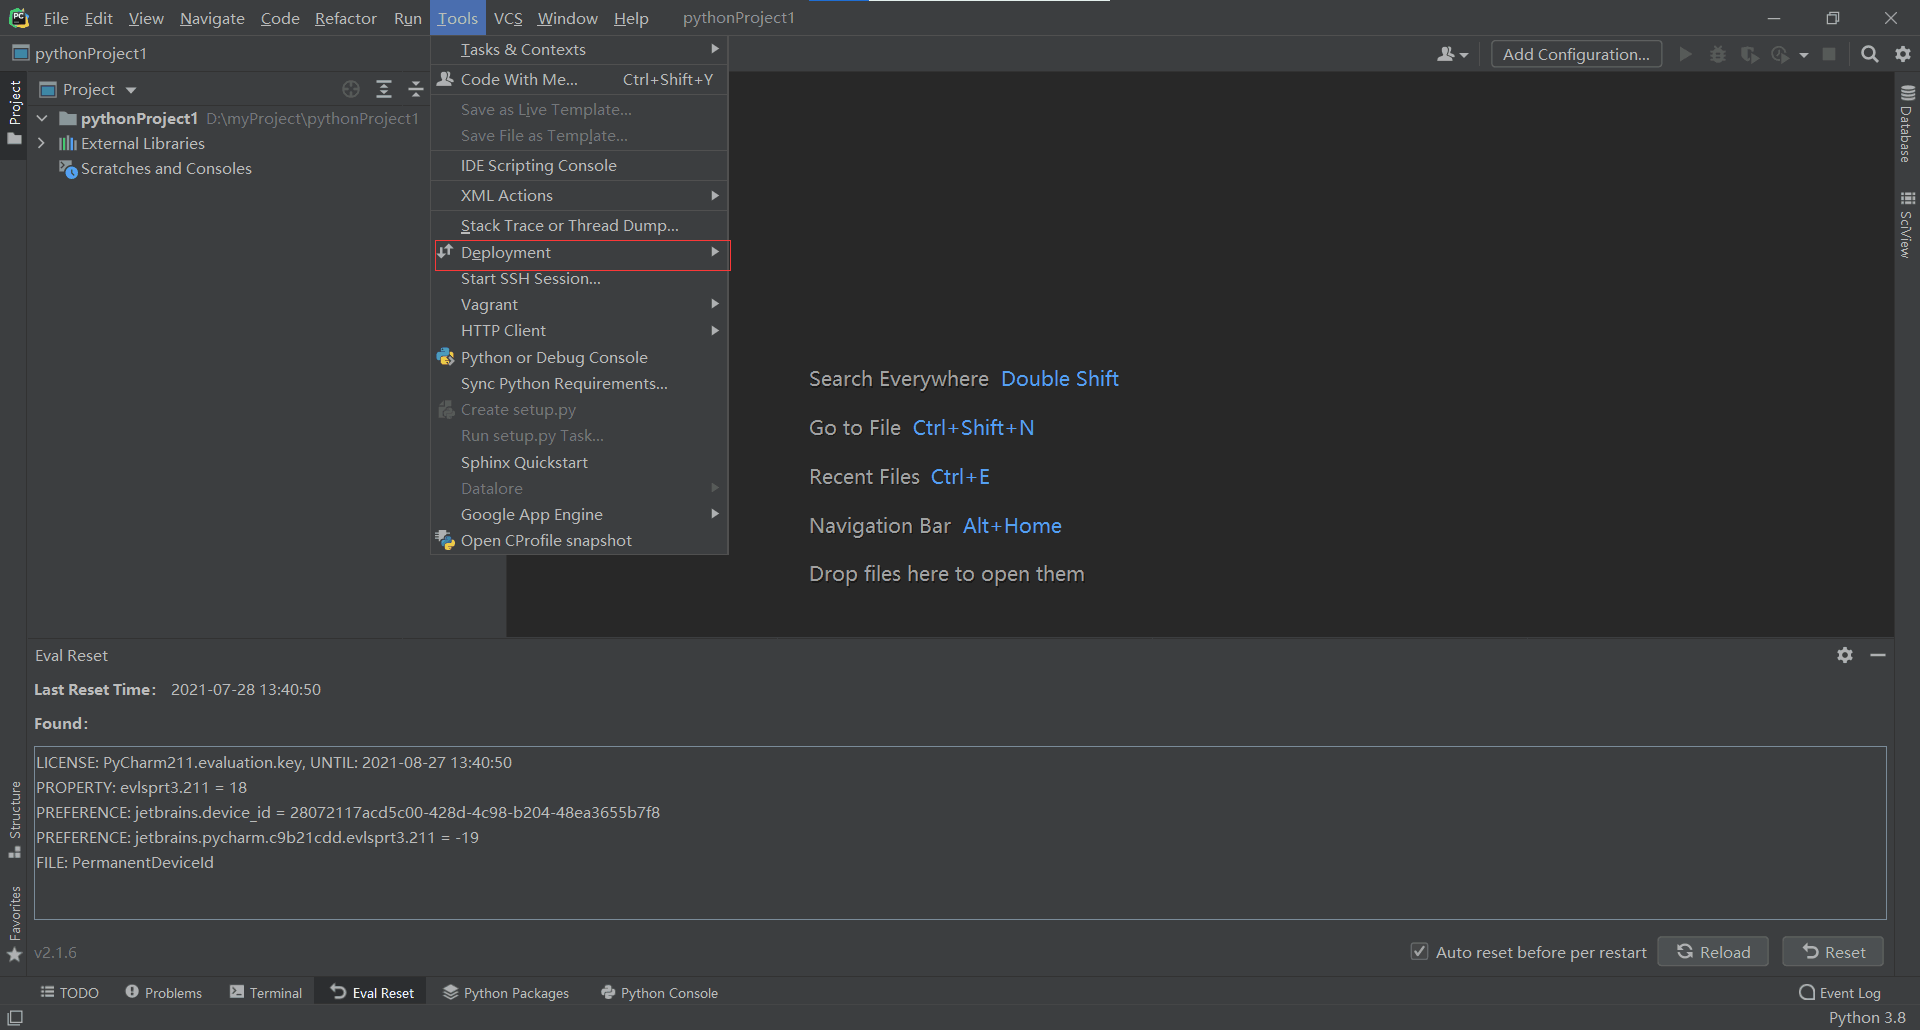 File Edit View Navigate Code Refactor Run Tools VCS Window Help pythonProject1
pythonProject1
Add Configuration...
Project
Project
pythonProject1 D:\myProject\pythonProject1
External Libraries
Scratches and Consoles
Tasks & Contexts
Code With Me... Ctrl+Shift+Y
Save as Live Template...
Save File as Template...
IDE Scripting Console
XML Actions
Stack Trace or Thread Dump...
Deployment
Start SSH Session...
Vagrant
HTTP Client
Python or Debug Console
Sync Python Requirements...
Create setup.py
Run setup.py Task...
Sphinx Quickstart
Datalore
Google App Engine
Open CProfile snapshot
Search Everywhere Double Shift
Go to File Ctrl+Shift+N
Recent Files Ctrl+E
Navigation Bar Alt+Home
Drop files here to open them
Database
SciView
Eval Reset
Last Reset Time: 2021-07-28 13:40:50
Found:
LICENSE: PyCharm211.evaluation.key, UNTIL: 2021-08-27 13:40:50
PROPERTY: evlsprt3.211 = 18
PREFERENCE: jetbrains.device_id = 28072117acd5c00-428d-4c98-b204-48ea3655b7f8
PREFERENCE: jetbrains.pycharm.c9b21cdd.evlsprt3.211 = -19
FILE: PermanentDeviceId
Structure
Favorites
v2.1.6
Auto reset before per restart Reload Reset
TODO Problems Terminal Eval Reset Python Packages Python Console Event Log
Python 3.8